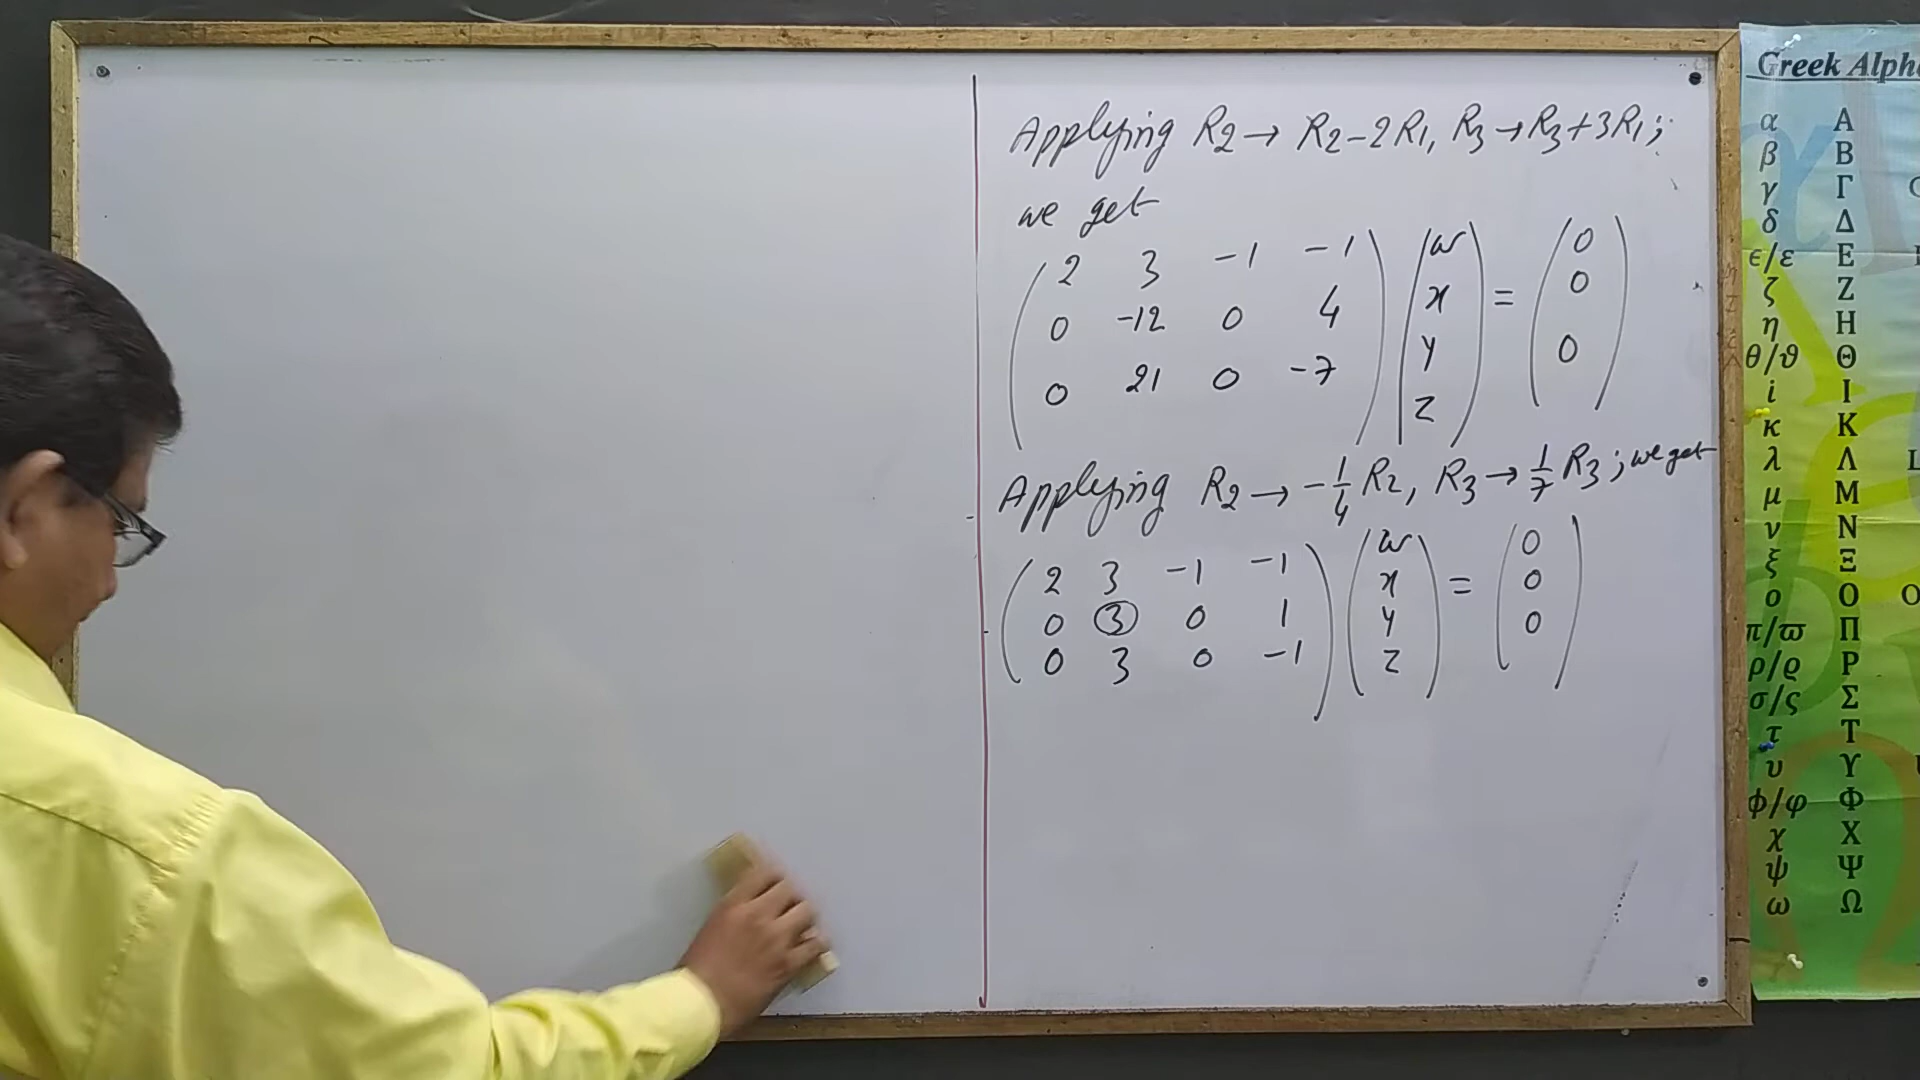 Applying R₂ → R₂ – 2R₁, R₃ → R₃ + 3R₁;
we get
( 2 3 -1 -1 ) ( w ) = ( 0 )
( 0 -12 0 4 ) ( x ) ( 0 )
( 0 21 0 -7 ) ( y ) ( 0 )
( z )
Applying R₂ → -1/4 R₂, R₃ → 1/7 R₃; we get
( 2 3 -1 -1 ) ( w ) = ( 0 )
( 0 3 0 1 ) ( x ) ( 0 )
( 0 3 0 -1 ) ( y ) ( 0 )
( z )
Greek Alph
α Α
β Β
γ Γ
δ Δ
ϵ/ε Ε
ζ Ζ
η Η
θ/ϑ Θ
i Ι
κ Κ
λ Λ
μ Μ
ν Ν
ξ Ξ
ο Ο
π/ϖ Π
ρ/ϱ Ρ
σ/ς Σ
τ Τ
υ Υ
ϕ/φ Φ
χ Χ
ψ Ψ
ω Ω